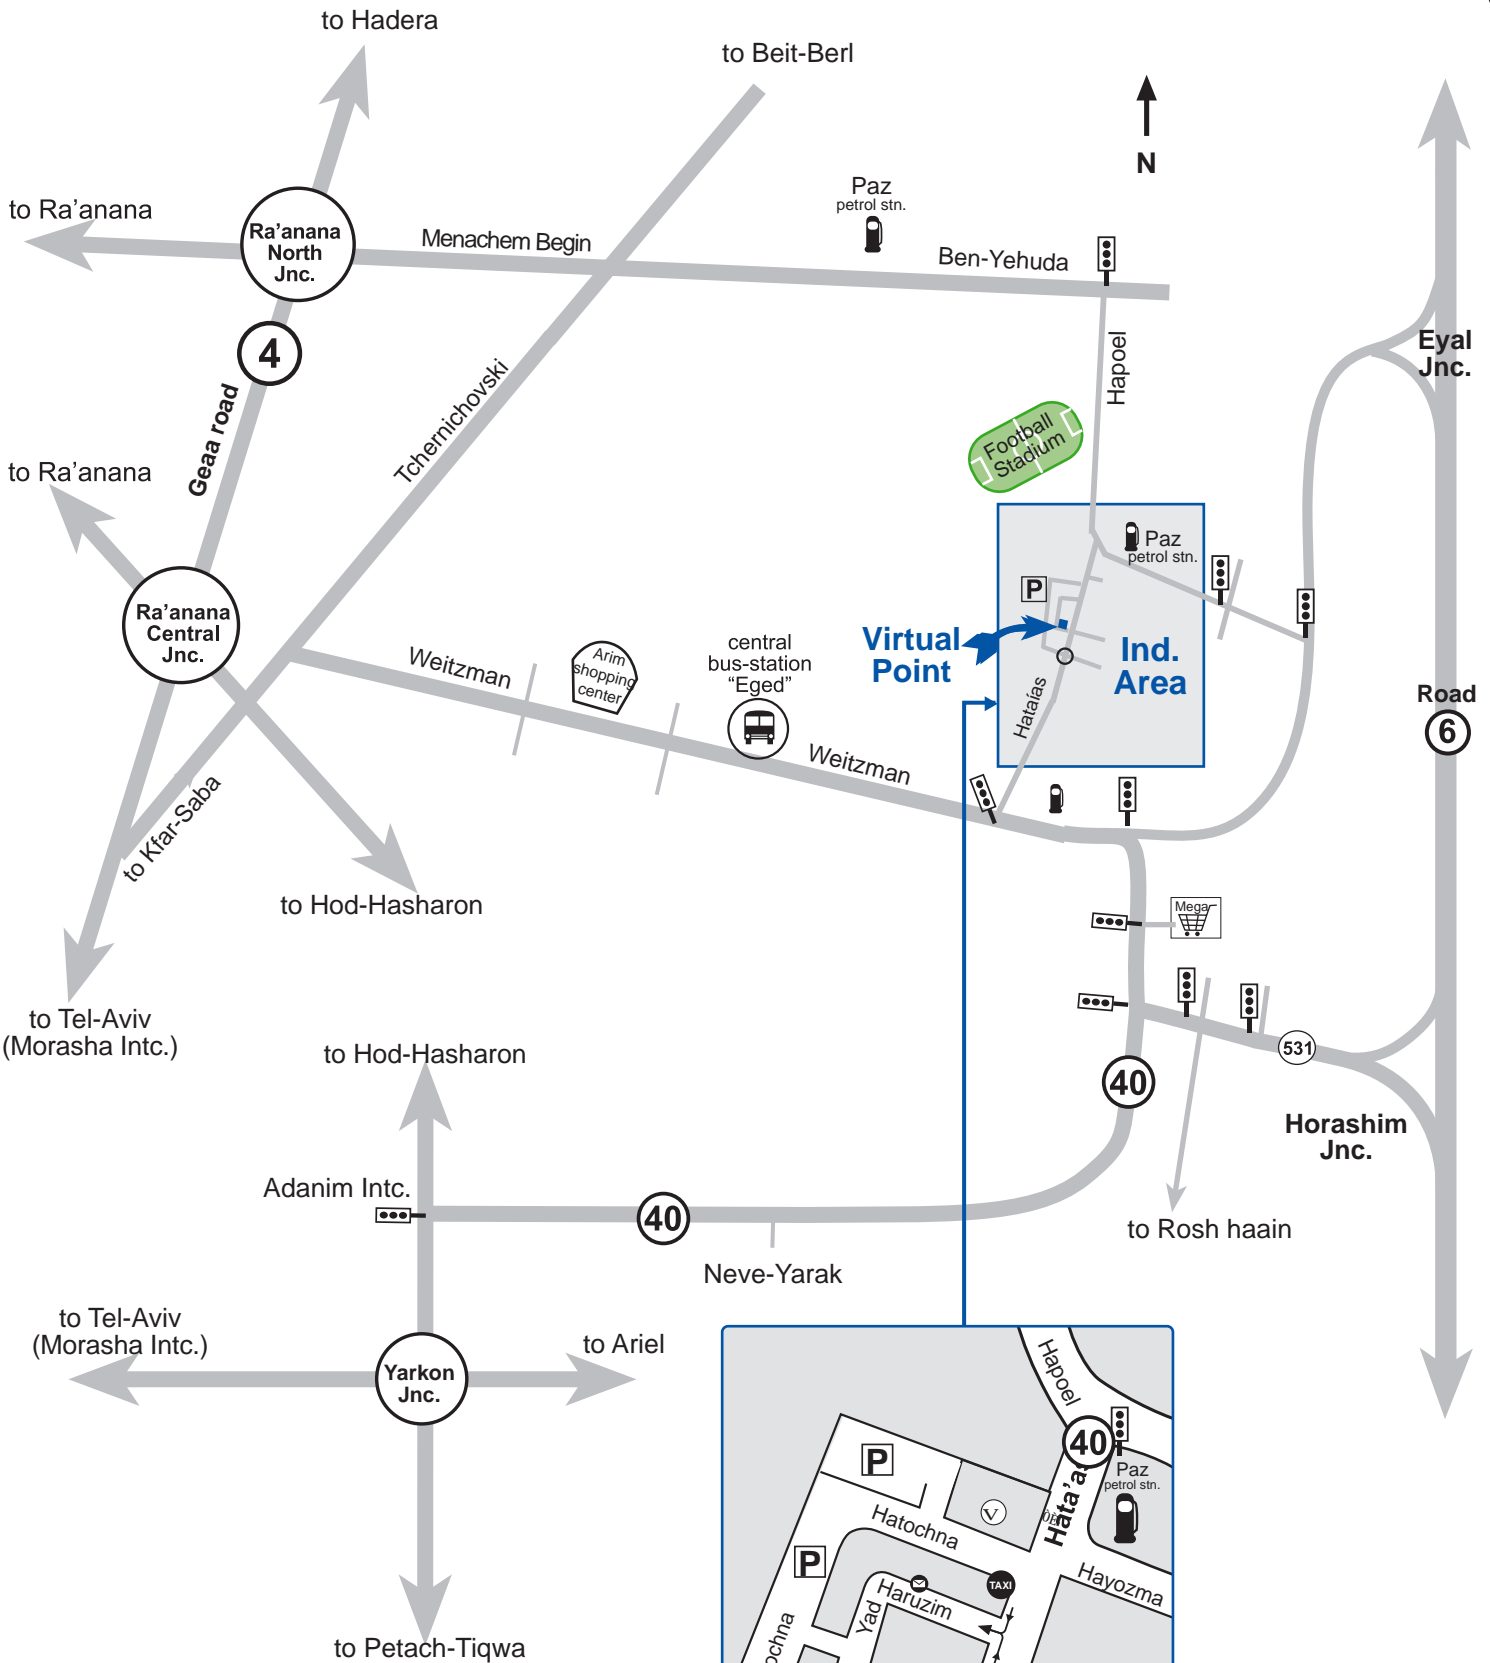 to Hadera
to Beit-Berl
N
Paz
petrol stn.
to Ra'anana
Ra'anana
North
Jnc.
Menachem Begin
Ben-Yehuda
4
Eyal
Jnc.
Hapoel
Tchernichovski
Geaa road
Football
Stadium
to Ra'anana
Paz
petrol stn.
P
Ra'anana
Central
Jnc.
Virtual
Point
Ind.
Area
central
bus-station
"Eged"
Weitzman
Arim
shopping
center
Hataías
Road
6
Weitzman
to Kfar-Saba
to Hod-Hasharon
Mega
to Tel-Aviv
(Morasha Intc.)
to Hod-Hasharon
531
40
Horashim
Jnc.
Adanim Intc.
40
to Rosh haain
Neve-Yarak
to Tel-Aviv
(Morasha Intc.)
to Ariel
Yarkon
Jnc.
Hapoel
40
P
Paz
petrol stn.
Hata'as
V
Hatochna
P
TAXI
Hayozma
Haruzim
Yad
ochna
to Petach-Tiqwa